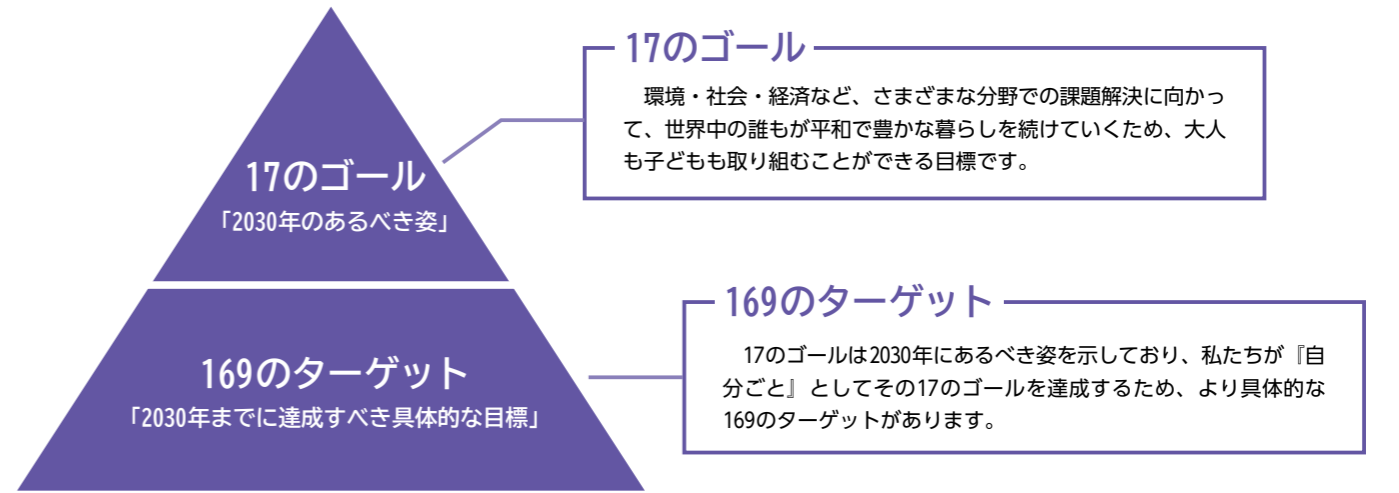 17のゴール
「2030年のあるべき姿」
17のゴール
環境・社会・経済など、さまざまな分野での課題解決に向かっ
て、世界中の誰もが平和で豊かな暮らしを続けていくため、大人
も子どもも取り組むことができる目標です。
169のターゲット
「2030年までに達成すべき具体的な目標」
169のターゲット
17のゴールは2030年にあるべき姿を示しており、私たちが『自
分ごと』としてその17のゴールを達成するため、より具体的な
169のターゲットがあります。